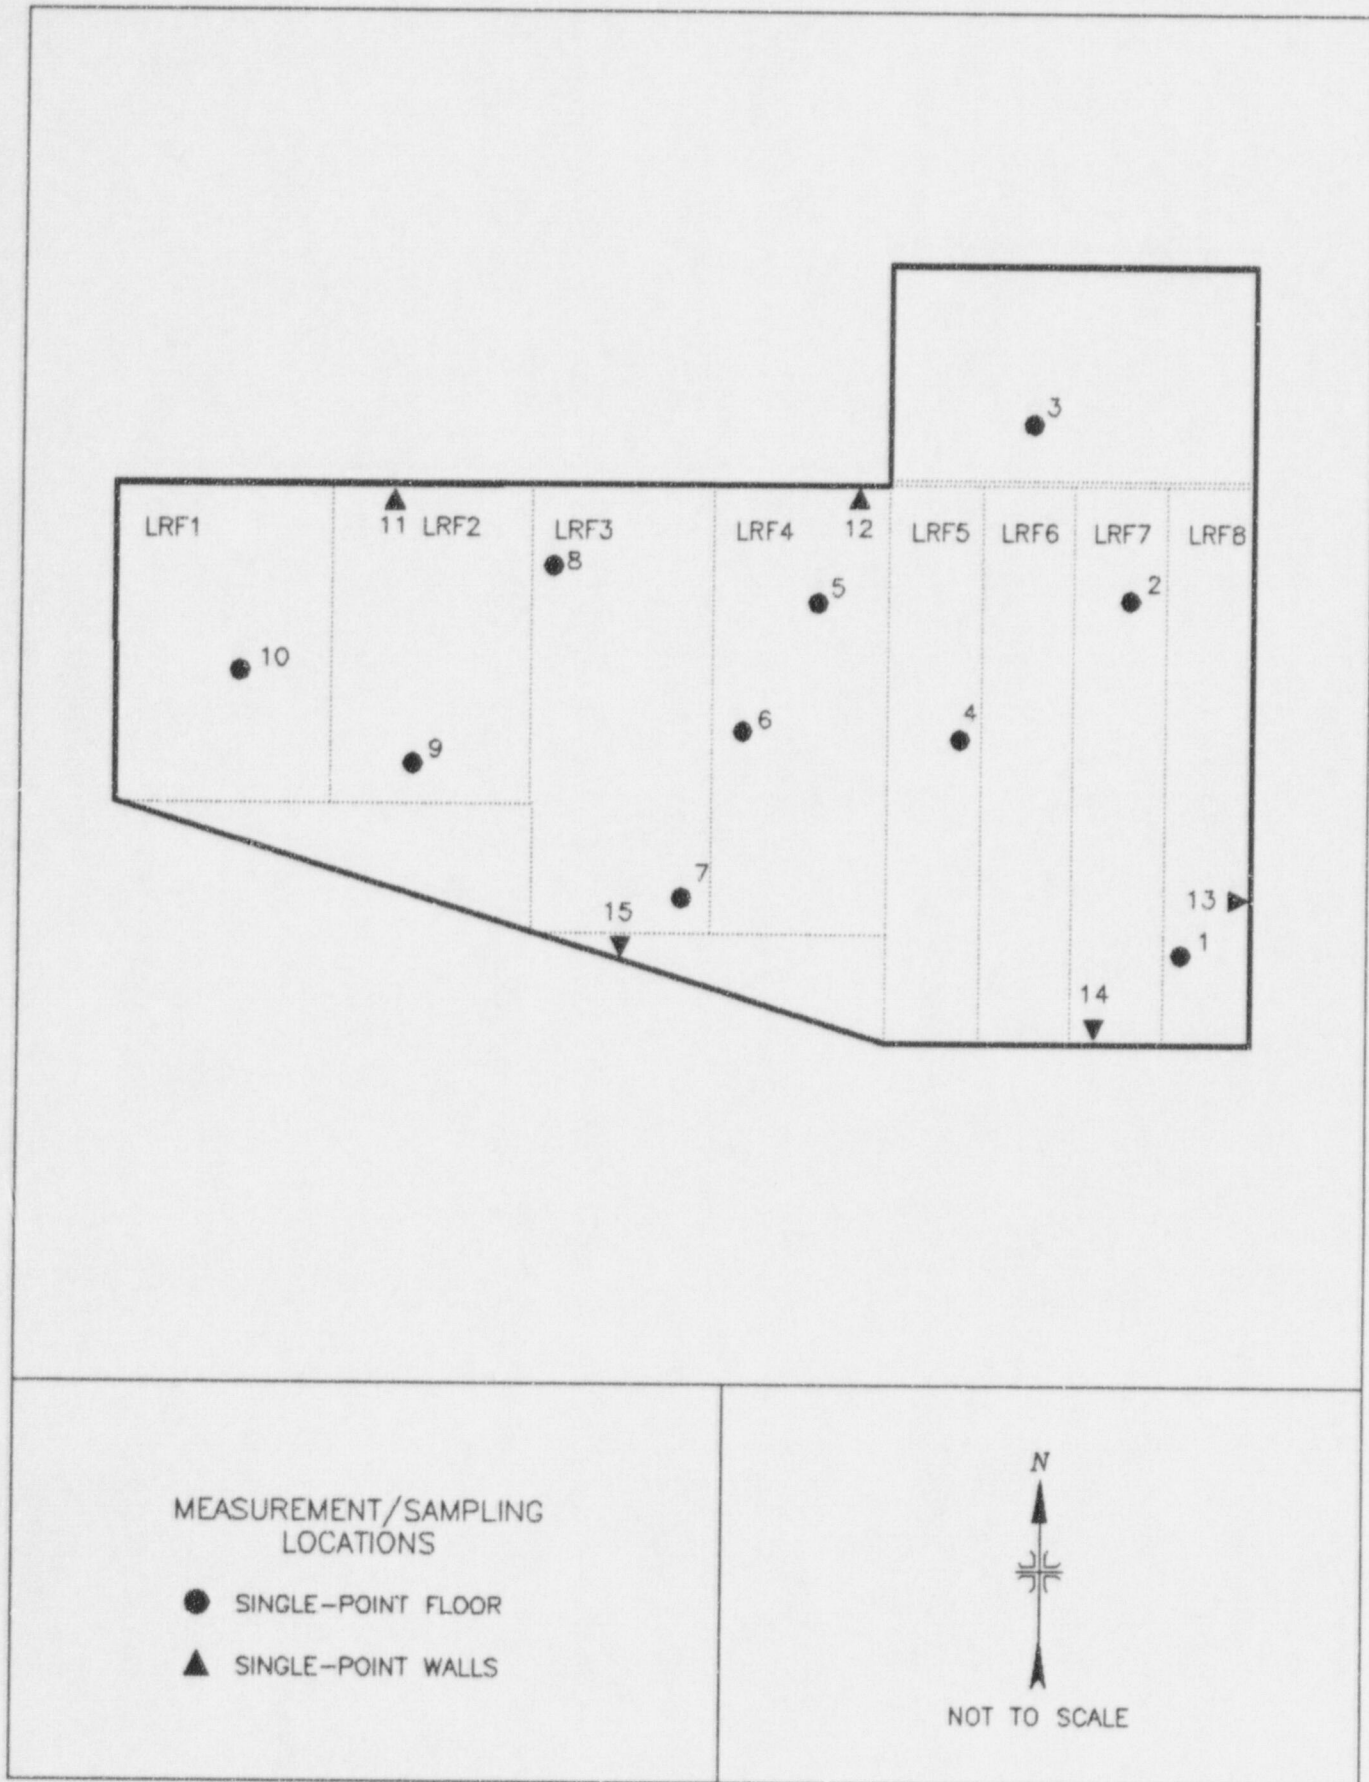 3
LRF1
11
LRF2
LRF3
LRF4
12
LRF5
LRF6
LRF7
LRF8
8
5
2
10
6
4
9
7
15
13
1
14
MEASUREMENT/SAMPLING
LOCATIONS
SINGLE-POINT FLOOR
SINGLE-POINT WALLS
N
NOT TO SCALE